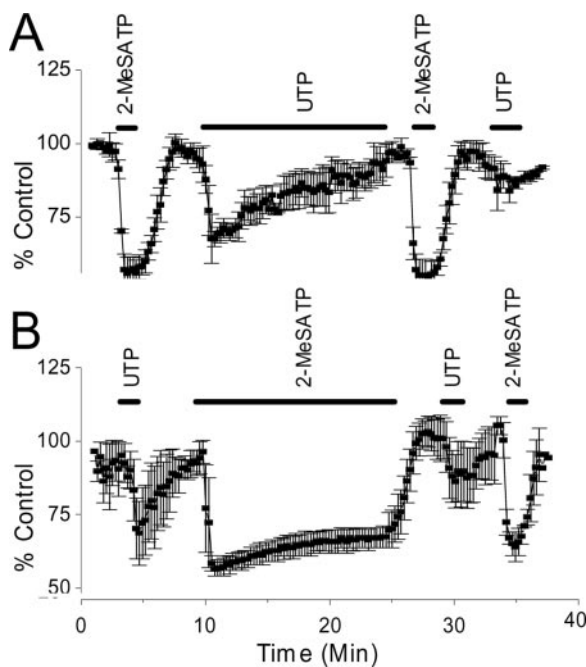 A
2-MeSATP
UTP
2-MeSATP
UTP
125
100
75
% Control
B
UTP
2-MeSATP
UTP
2-MeSATP
125
100
75
50
% Control
0 10 20 30 40
Time (Min)